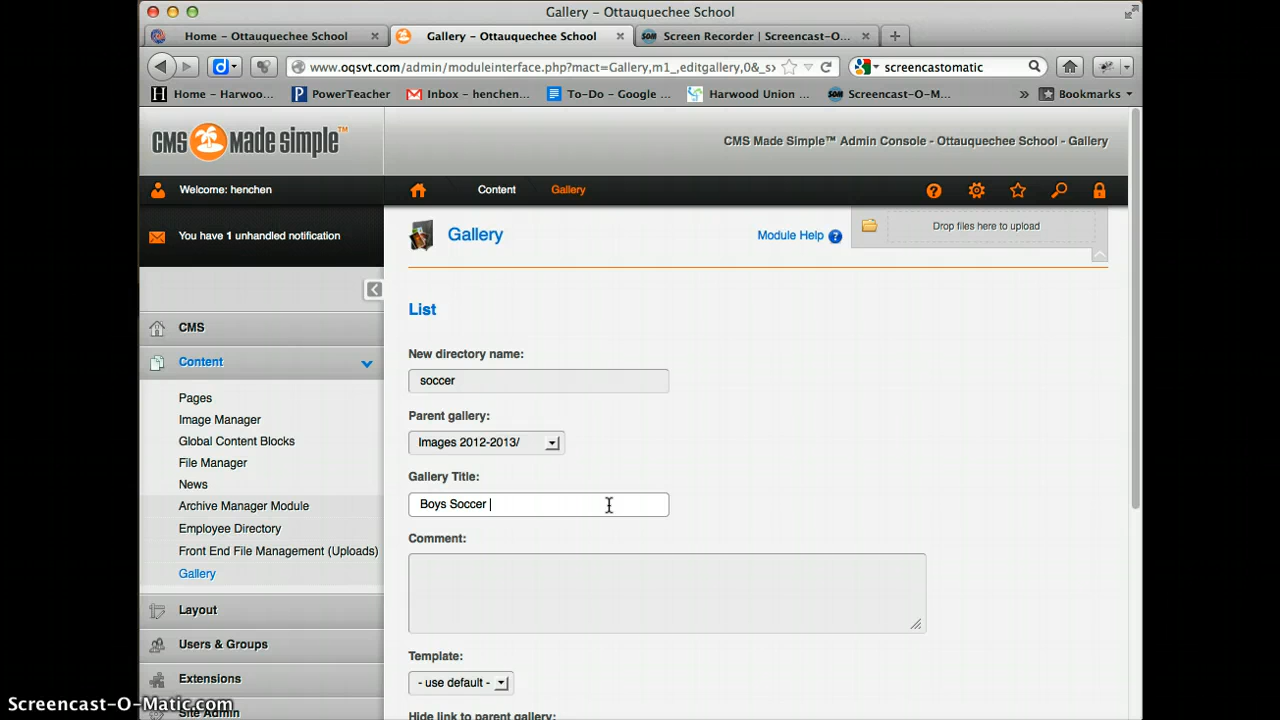 Gallery – Ottauquechee School
Home – Ottauquechee School
Gallery – Ottauquechee School
Screen Recorder | Screencast-O...
www.oqsvt.com/admin/moduleinterface.php?mact=Gallery,m1_,editgallery,0&_s
screencastomatic
Home – Harwoo...
PowerTeacher
Inbox – henchen...
To-Do – Google ...
Harwood Union ...
Screencast-O-M...
»
Bookmarks
CMS made simple™
CMS Made Simple™ Admin Console - Ottauquechee School - Gallery
Welcome: henchen
Content
Gallery
You have 1 unhandled notification
Gallery
Module Help
Drop files here to upload
CMS
Content
Pages
Image Manager
Global Content Blocks
File Manager
News
Archive Manager Module
Employee Directory
Front End File Management (Uploads)
Gallery
Layout
Users & Groups
Extensions
Site Admin
List
New directory name:
soccer
Parent gallery:
Images 2012-2013/
Gallery Title:
Boys Soccer
Comment:
Template:
- use default -
Hide link to parent gallery:
Screencast-O-Matic.com